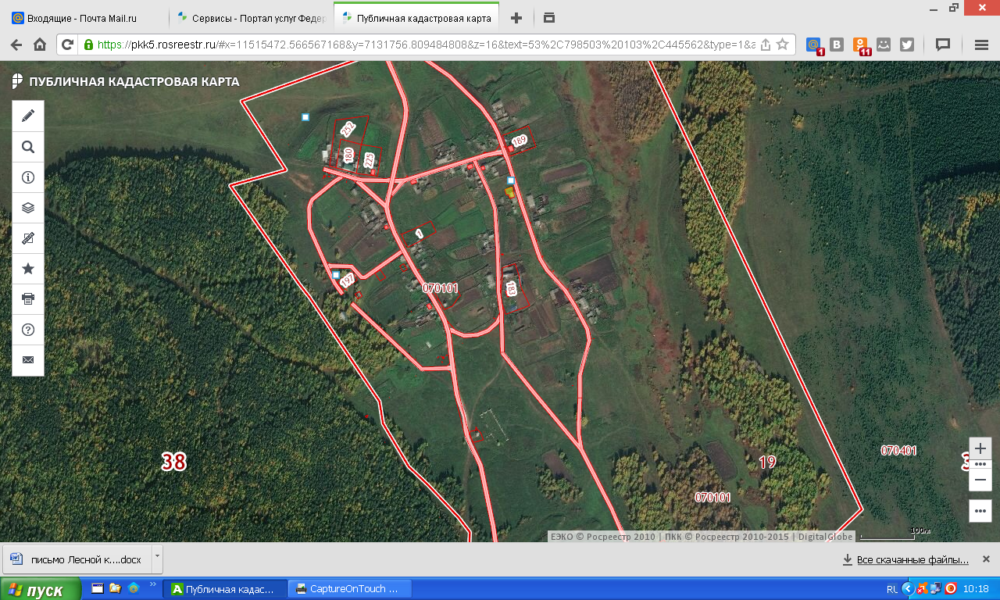 Входящие - Почта Mail.ru
Сервисы - Портал услуг Федер
Публичная кадастровая карта
https://pkk5.rosreestr.ru/#x=11515472.566567168&y=7131756.809484808&z=16&text=53%2C798503%20103%2C445562&type=1&a
1
11
ПУБЛИЧНАЯ КАДАСТРОВАЯ КАРТА
252
180
225
189
1
197
183
070101
38
19
070401
070101
100м
ЕЭКО © Росреестр 2010 | ПКК © Росреестр 2010-2015 | DigitalGlobe
письмо Лесной к....docx
Все скачанные файлы...
пуск
Публичная кадас...
CaptureOnTouch ...
RL
10:18